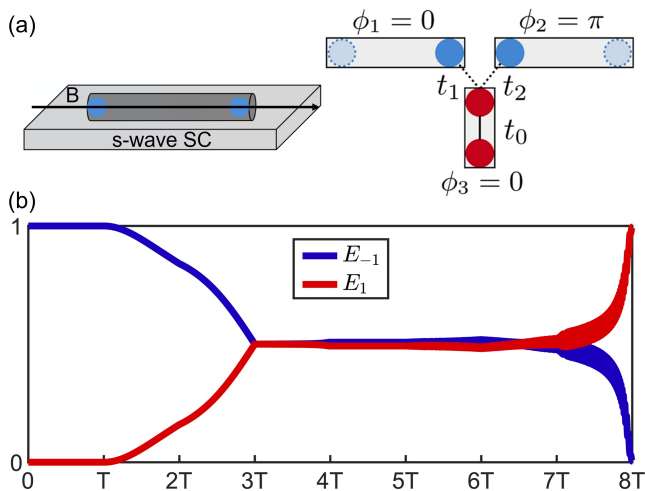 (a)
B
s-wave SC
ϕ₁ = 0
ϕ₂ = π
t₁
t₂
t₀
ϕ₃ = 0
(b)
1
E₋₁
E₁
0
0 T 2T 3T 4T 5T 6T 7T 8T